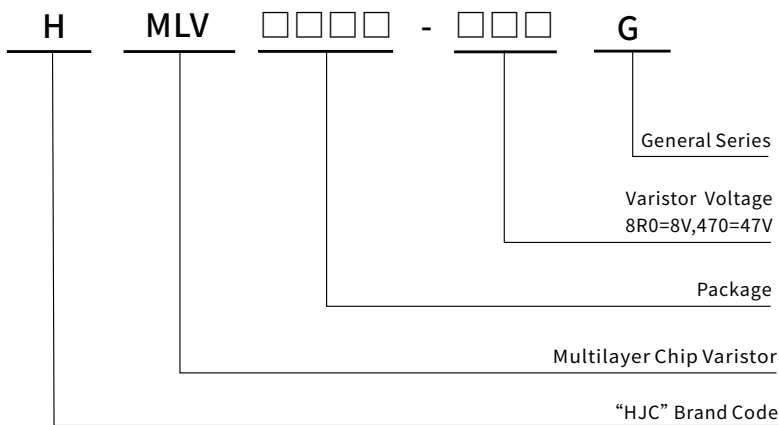 H MLV □□□□ - □□□ G
General Series
Varistor Voltage
8R0=8V,470=47V
Package
Multilayer Chip Varistor
“HJC” Brand Code